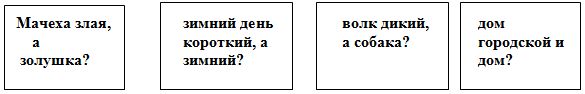 Мачеха злая,
а
золушка?
зимний день
короткий, а
зимний?
волк дикий,
а собака?
дом
городской и
дом?